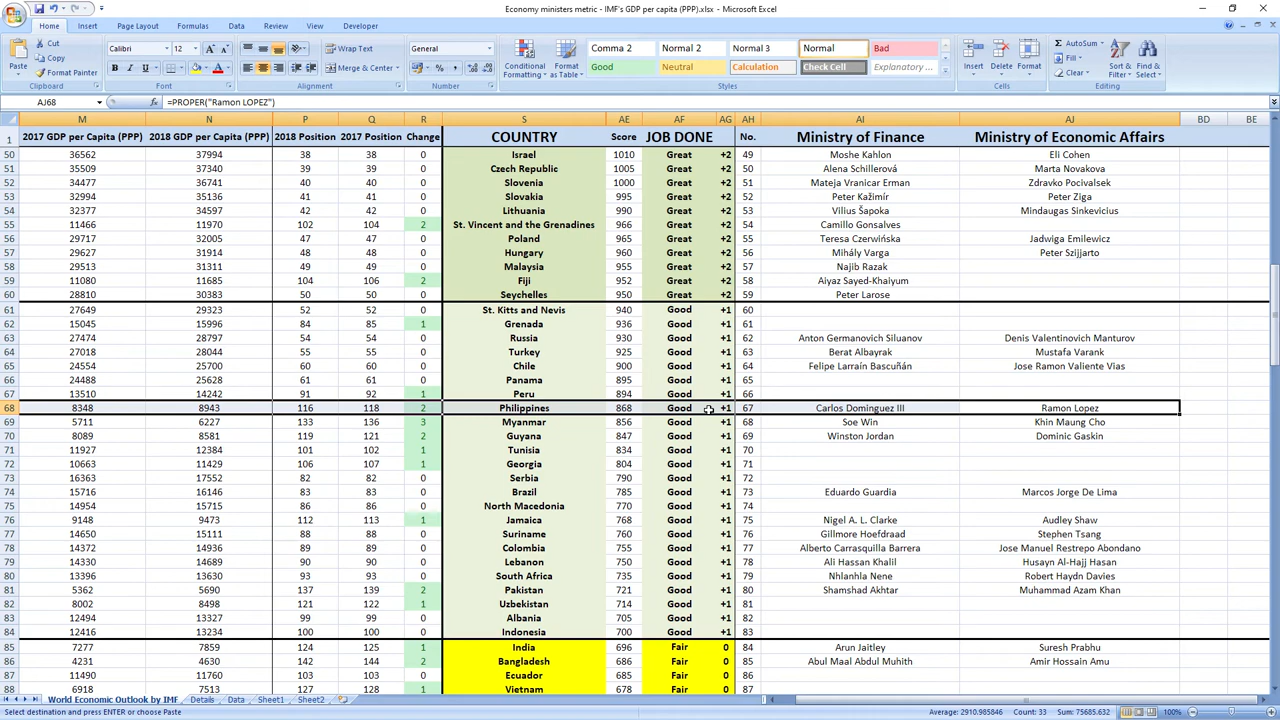 Economy ministers metric - IMF's GDP per capita (PPP).xlsx - Microsoft Excel
Home Insert Page Layout Formulas Data Review View Developer
Cut
Copy
Format Painter
Paste
Clipboard
Calibri 12
B I U
Font
Wrap Text
Merge & Center
Alignment
General
Number
Conditional Formatting
Format as Table
Comma 2 Normal 2 Normal 3 Normal Bad
Good Neutral Calculation Check Cell Explanatory ...
Styles
Insert Delete Format
Cells
AutoSum
Fill
Clear
Sort & Filter
Find & Select
Editing
AJ68 =PROPER("Ramon LOPEZ")
M N P Q R S AE AF AG AH AI AJ BD BE
1 2017 GDP per Capita (PPP) 2018 GDP per Capita (PPP) 2018 Position 2017 Position Change COUNTRY Score JOB DONE No. Ministry of Finance Ministry of Economic Affairs
50 36562 37994 38 38 0 Israel 1010 Great +2 49 Moshe Kahlon Eli Cohen
51 35509 37340 39 39 0 Czech Republic 1005 Great +2 50 Alena Schillerová Marta Novakova
52 34477 36741 40 40 0 Slovenia 1000 Great +2 51 Mateja Vranicar Erman Zdravko Pocivalsek
53 32994 35136 41 41 0 Slovakia 995 Great +2 52 Peter Kažimír Peter Ziga
54 32377 34597 42 42 0 Lithuania 990 Great +2 53 Vilius Šapoka Mindaugas Sinkevicius
55 11466 11970 102 104 2 St. Vincent and the Grenadines 966 Great +2 54 Camillo Gonsalves
56 29717 32005 47 47 0 Poland 965 Great +2 55 Teresa Czerwińska Jadwiga Emilewicz
57 29627 31914 48 48 0 Hungary 960 Great +2 56 Mihály Varga Peter Szijjarto
58 29513 31311 49 49 0 Malaysia 955 Great +2 57 Najib Razak
59 11080 11685 104 106 2 Fiji 952 Great +2 58 Aiyaz Sayed-Khaiyum
60 28810 30383 50 50 0 Seychelles 950 Great +2 59 Peter Larose
61 27649 29323 52 52 0 St. Kitts and Nevis 940 Good +1 60
62 15045 15996 84 85 1 Grenada 936 Good +1 61
63 27474 28797 54 54 0 Russia 930 Good +1 62 Anton Germanovich Siluanov Denis Valentinovich Manturov
64 27018 28044 55 55 0 Turkey 925 Good +1 63 Berat Albayrak Mustafa Varank
65 24554 25700 60 60 0 Chile 900 Good +1 64 Felipe Larraín Bascuñán Jose Ramon Valiente Vias
66 24488 25628 61 61 0 Panama 895 Good +1 65
67 13510 14242 91 92 1 Peru 894 Good +1 66
68 8348 8943 116 118 2 Philippines 868 Good +1 67 Carlos Dominguez III Ramon Lopez
69 5711 6227 133 136 3 Myanmar 856 Good +1 68 Soe Win Khin Maung Cho
70 8089 8581 119 121 2 Guyana 847 Good +1 69 Winston Jordan Dominic Gaskin
71 11927 12384 101 102 1 Tunisia 834 Good +1 70
72 10663 11429 106 107 1 Georgia 804 Good +1 71
73 16363 17552 82 82 0 Serbia 790 Good +1 72
74 15716 16146 83 83 0 Brazil 785 Good +1 73 Eduardo Guardia Marcos Jorge De Lima
75 14954 15715 86 86 0 North Macedonia 770 Good +1 74
76 9148 9473 112 113 1 Jamaica 768 Good +1 75 Nigel A. L. Clarke Audley Shaw
77 14650 15111 88 88 0 Suriname 760 Good +1 76 Gillmore Hoefdraad Stephen Tsang
78 14372 14936 89 89 0 Colombia 755 Good +1 77 Alberto Carrasquilla Barrera Jose Manuel Restrepo Abondano
79 14330 14689 90 90 0 Lebanon 750 Good +1 78 Ali Hassan Khalil Husayn Al-Hajj Hasan
80 13396 13630 93 93 0 South Africa 735 Good +1 79 Nhlanhla Nene Robert Haydn Davies
81 5362 5690 137 139 2 Pakistan 724 Good +1 80 Shamshad Akhtar Muhammad Azam Khan
82 8002 8498 121 122 1 Uzbekistan 714 Good +1 81
83 12494 13327 99 99 0 Albania 705 Good +1 82
84 12416 13234 100 100 0 Indonesia 700 Good +1 83
85 7277 7859 124 125 1 India 696 Fair 0 84 Arun Jaitley Suresh Prabhu
86 4231 4630 142 144 2 Bangladesh 686 Fair 0 85 Abul Maal Abdul Muhith Amir Hossain Amu
87 11760 103 103 0 Ecuador 685 Fair 0 86
88 6918 7513 127 128 1 Vietnam 678 Fair 0 87
World Economic Outlook by IMF Details Data Sheet1 Sheet2
Select destination and press ENTER or choose Paste Average: 2910.985846 Count: 33 Sum: 75685.632 100%